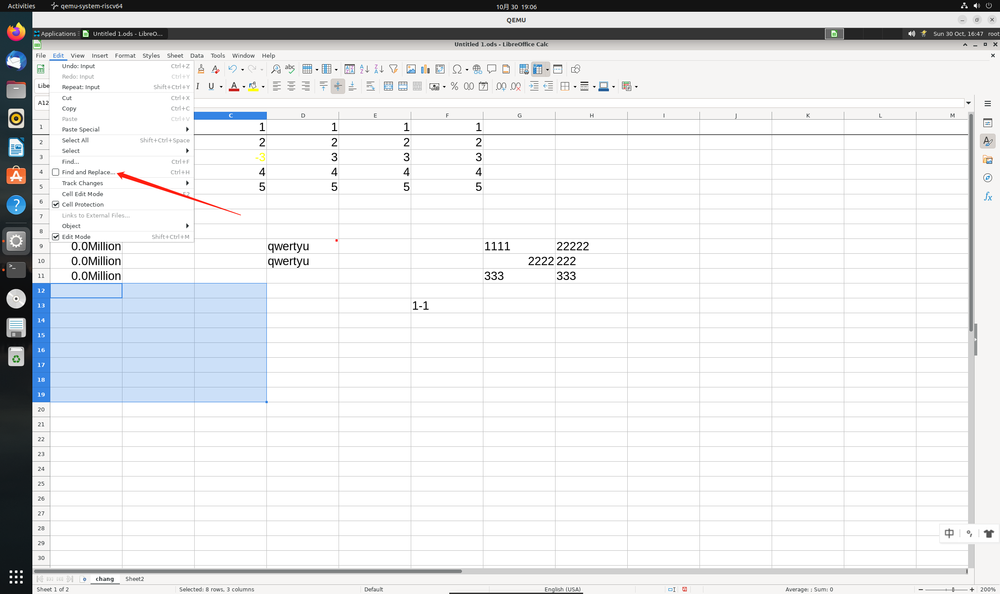 Activities qemu-system-riscv64 10月 30 19:06
QEMU
Applications Untitled 1.ods - LibreO... Sun 30 Oct, 16:47 root
Untitled 1.ods - LibreOffice Calc
File Edit View Insert Format Styles Sheet Data Tools Window Help
Undo: Input Ctrl+Z
Redo: Input Ctrl+Y
Repeat: Input Shift+Ctrl+Y
Cut Ctrl+X
Copy Ctrl+C
Paste Ctrl+V
Paste Special
Select All Shift+Ctrl+Space
Select
Find... Ctrl+F
Find and Replace... Ctrl+H
Track Changes
Cell Edit Mode F2
Cell Protection
Links to External Files...
Object
Edit Mode Shift+Ctrl+M
Libe
A12
C D E F G H I J K L M
1 1 1 1 1
2 2 2 2 2
3 -3 3 3 3
4 4 4 4 4
5 5 5 5 5
6
7
8
9 0.0Million qwertyu 1111 22222
10 0.0Million qwertyu 2222 222
11 0.0Million 333 333
12
13 1-1
14
15
16
17
18
19
20
21
22
23
24
25
26
27
28
29
30
中
chang Sheet2
Sheet 1 of 2 Selected: 8 rows, 3 columns Default English (USA) Average: ; Sum: 0 200%